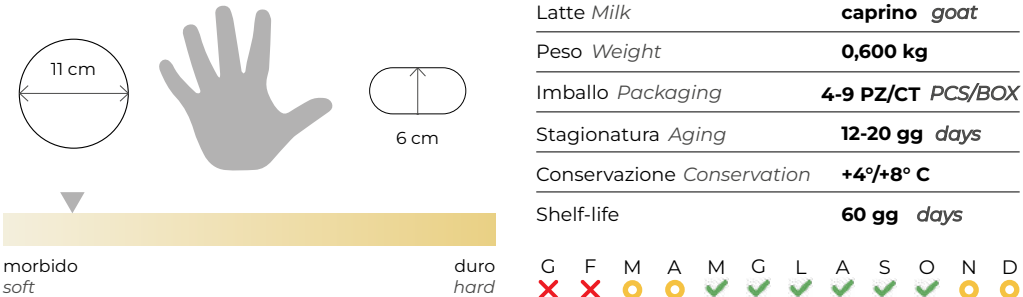 11 cm
6 cm
morbido
soft
duro
hard
Latte Milk caprino goat
Peso Weight 0,600 kg
Imballo Packaging 4-9 PZ/CT PCS/BOX
Stagionatura Aging 12-20 gg days
Conservazione Conservation +4°/+8° C
Shelf-life 60 gg days
G F M A M G L A S O N D